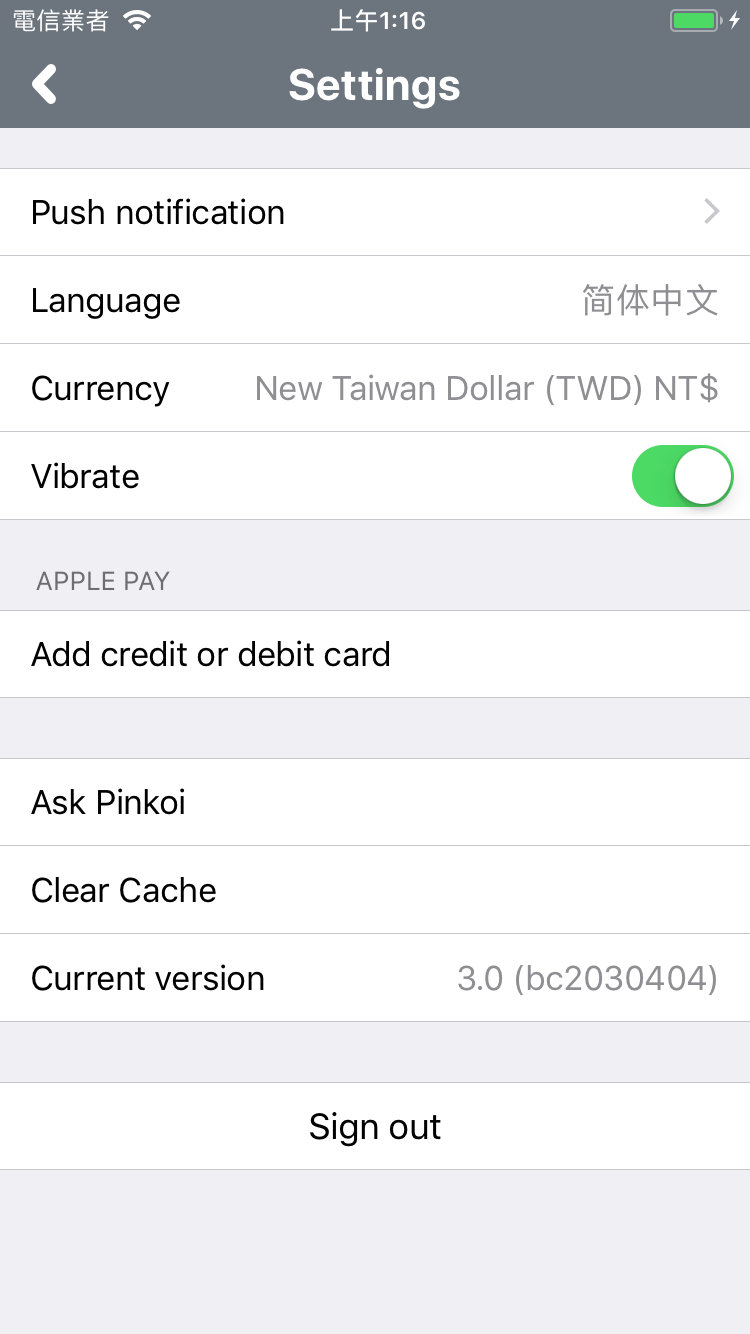 電信業者
上午1:16
Settings
Push notification
Language 简体中文
Currency New Taiwan Dollar (TWD) NT$
Vibrate
APPLE PAY
Add credit or debit card
Ask Pinkoi
Clear Cache
Current version 3.0 (bc2030404)
Sign out